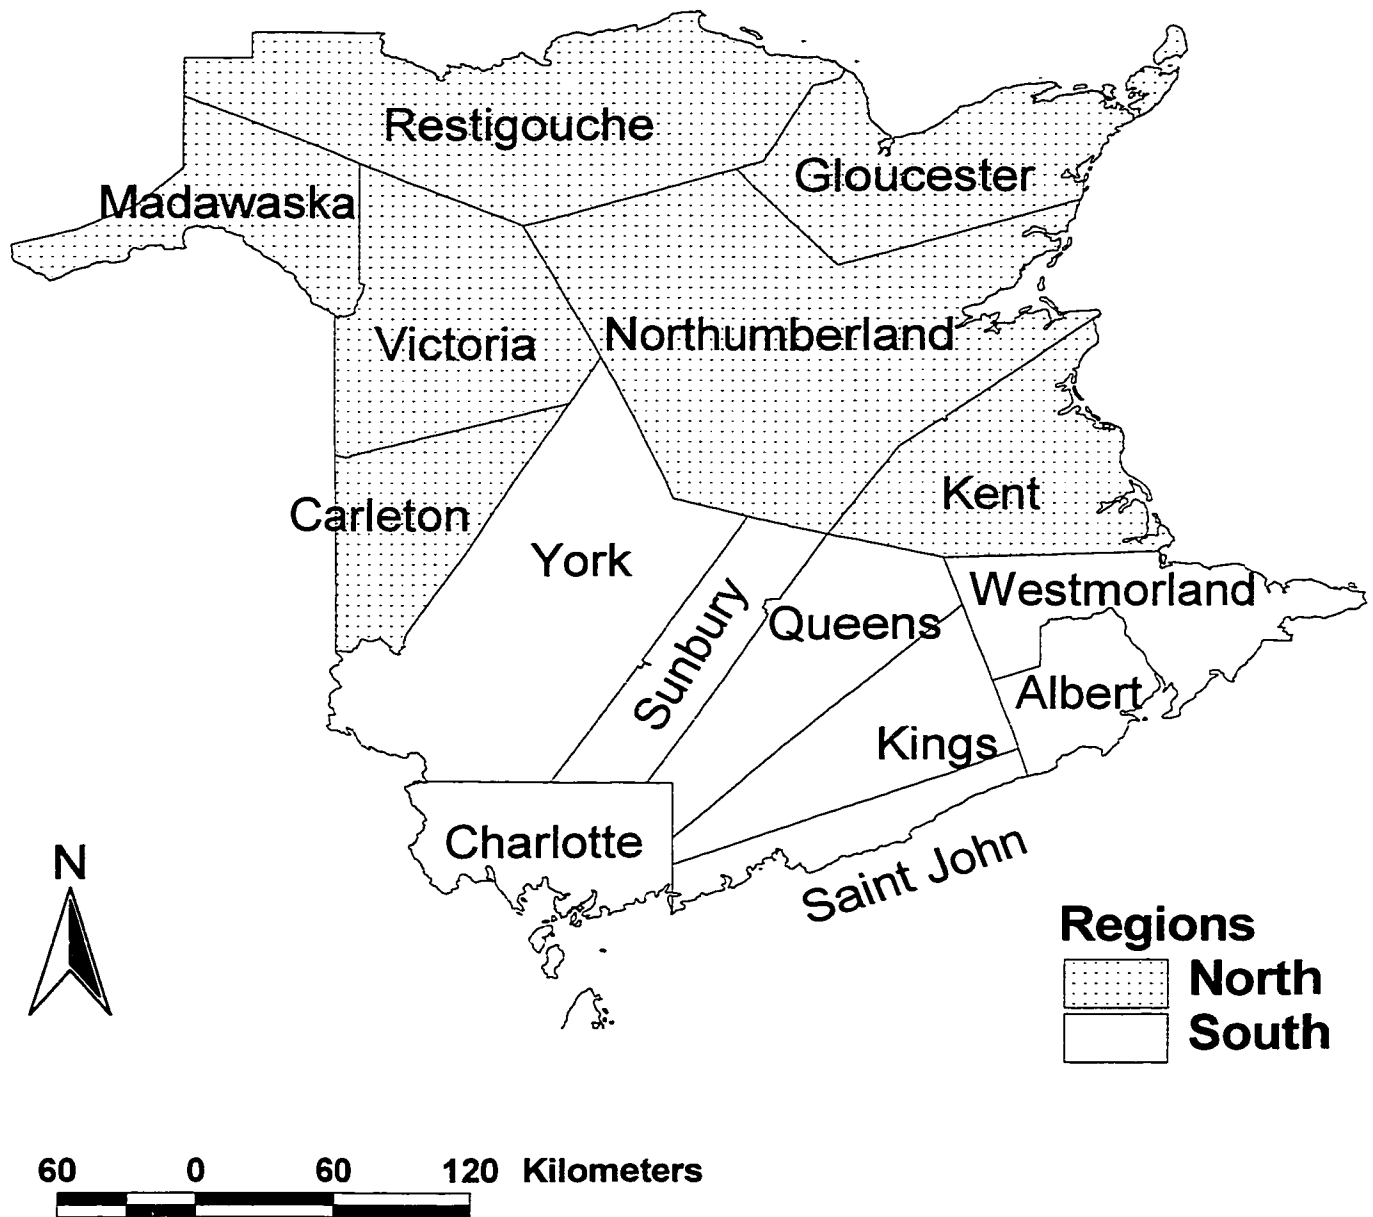 Restigouche
Gloucester
Madawaska
Victoria
Northumberland
Carleton
Kent
York
Westmorland
Sunbury
Queens
Albert
Kings
Charlotte
Saint John
N
Regions
North
South
60 0 60 120 Kilometers